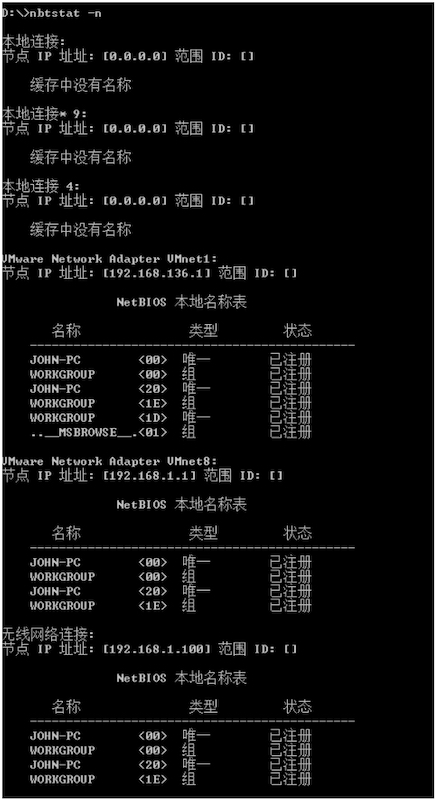 D:\>nbtstat -n
本地连接:
节点 IP 址址: [0.0.0.0] 范围 ID: []
缓存中没有名称
本地连接* 9:
节点 IP 址址: [0.0.0.0] 范围 ID: []
缓存中没有名称
本地连接 4:
节点 IP 址址: [0.0.0.0] 范围 ID: []
缓存中没有名称
VMware Network Adapter VMnet1:
节点 IP 址址: [192.168.136.1] 范围 ID: []
NetBIOS 本地名称表
名称 类型 状态
---------------------------------------------
JOHN-PC <00> 唯一 已注册
WORKGROUP <00> 组 已注册
JOHN-PC <20> 唯一 已注册
WORKGROUP <1E> 组 已注册
WORKGROUP <1D> 唯一 已注册
..__MSBROWSE__.<01> 组 已注册
VMware Network Adapter VMnet8:
节点 IP 址址: [192.168.1.1] 范围 ID: []
NetBIOS 本地名称表
名称 类型 状态
---------------------------------------------
JOHN-PC <00> 唯一 已注册
WORKGROUP <00> 组 已注册
JOHN-PC <20> 唯一 已注册
WORKGROUP <1E> 组 已注册
无线网络连接:
节点 IP 址址: [192.168.1.100] 范围 ID: []
NetBIOS 本地名称表
名称 类型 状态
---------------------------------------------
JOHN-PC <00> 唯一 已注册
WORKGROUP <00> 组 已注册
JOHN-PC <20> 唯一 已注册
WORKGROUP <1E> 组 已注册